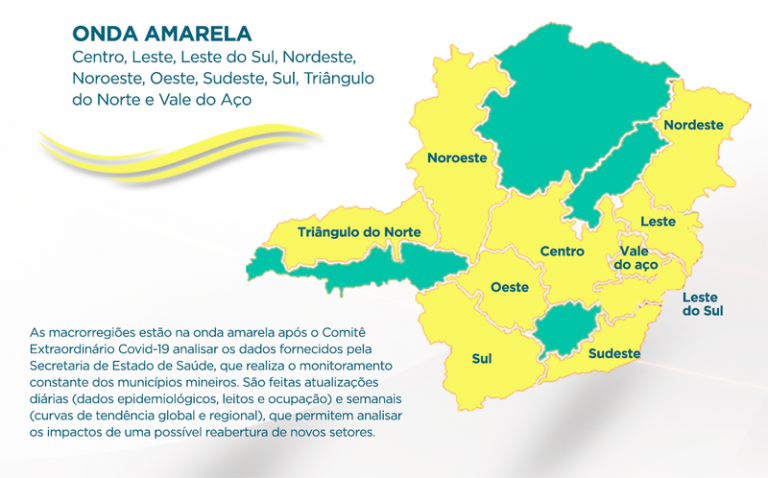 ONDA AMARELA
Centro, Leste, Leste do Sul, Nordeste,
Noroeste, Oeste, Sudeste, Sul, Triângulo
do Norte e Vale do Aço
Nordeste
Noroeste
Leste
Triângulo do Norte
Centro
Vale
do aço
Oeste
Leste
do Sul
Sul
Sudeste
As macrorregiões estão na onda amarela após o Comitê
Extraordinário Covid-19 analisar os dados fornecidos pela
Secretaria de Estado de Saúde, que realiza o monitoramento
constante dos municípios mineiros. São feitas atualizações
diárias (dados epidemiológicos, leitos e ocupação) e semanais
(curvas de tendência global e regional), que permitem analisar
os impactos de uma possível reabertura de novos setores.